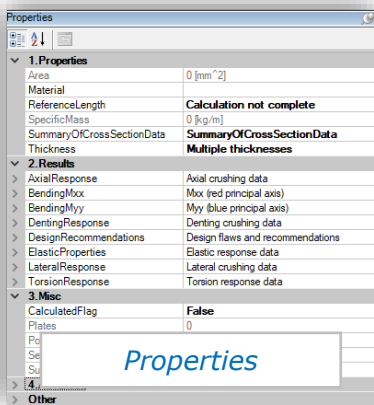 Properties
1.Properties
Area 0 [mm^2]
Material
ReferenceLength Calculation not complete
SpecificMass 0 [kg/m]
SummaryOfCrossSectionData SummaryOfCrossSectionData
Thickness Multiple thicknesses
2.Results
AxialResponse Axial crushing data
BendingMxx Mxx (red principal axis)
BendingMyy Myy (blue principal axis)
DentingResponse Denting crushing data
DesignRecommendations Design flaws and recommendations
ElasticProperties Elastic response data
LateralResponse Lateral crushing data
TorsionResponse Torsion response data
3.Misc
CalculatedFlag False
Plates 0
Properties
4.
Other